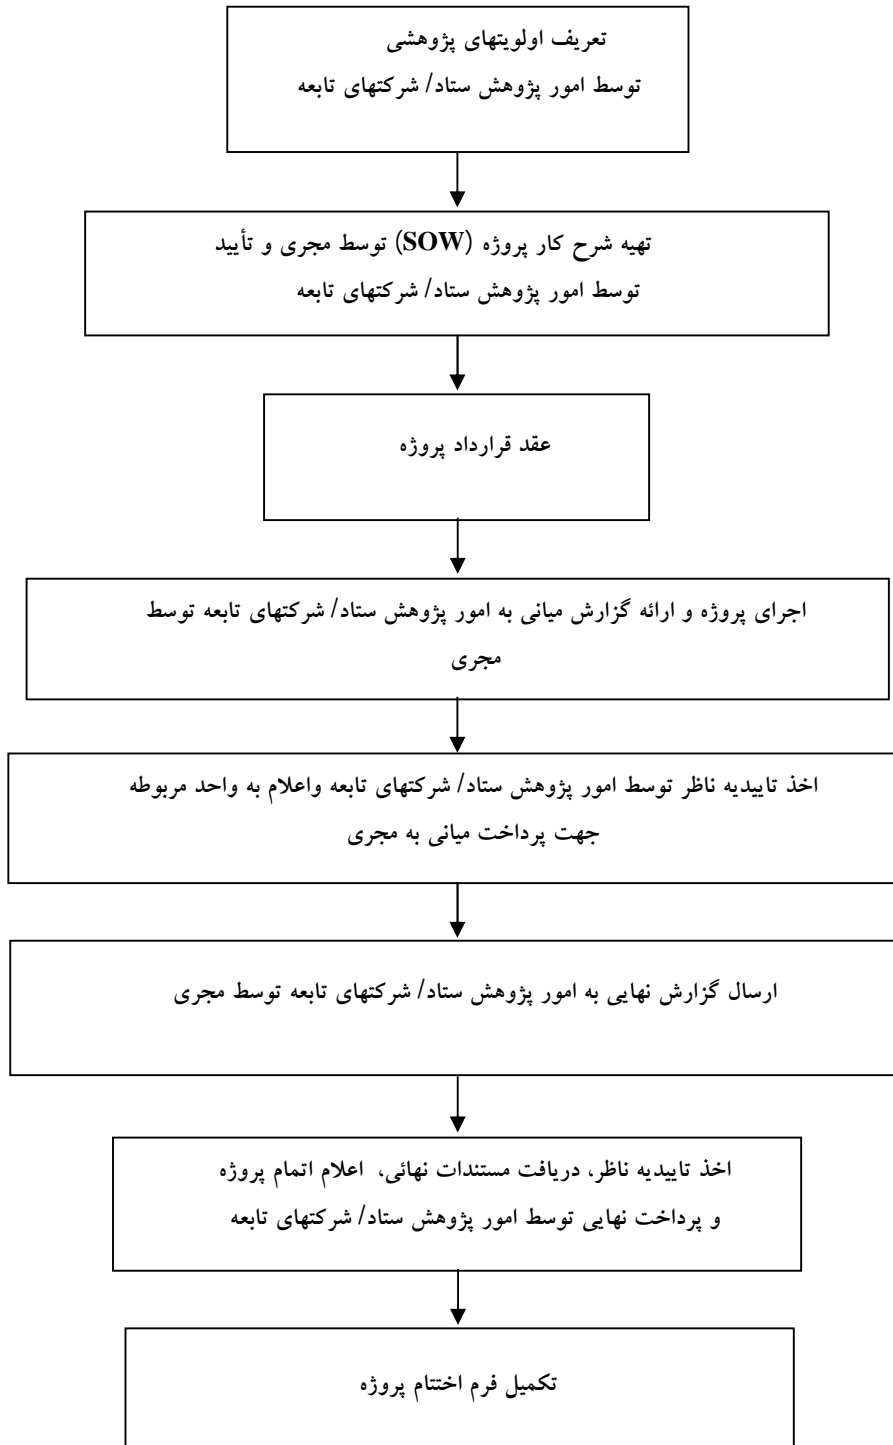 تعریف اولویتهای پژوهشی
توسط امور پژوهش ستاد/ شرکتهای تابعه
تهیه شرح کار پروژه (SOW) توسط مجری و تأیید
توسط امور پژوهش ستاد/ شرکتهای تابعه
عقد قرارداد پروژه
اجرای پروژه و ارائه گزارش میانی به امور پژوهش ستاد/ شرکتهای تابعه توسط
مجری
اخذ تاییدیه ناظر توسط امور پژوهش ستاد/ شرکتهای تابعه واعلام به واحد مربوطه
جهت پرداخت میانی به مجری
ارسال گزارش نهایی به امور پژوهش ستاد/ شرکتهای تابعه توسط مجری
اخذ تاییدیه ناظر، دریافت مستندات نهائی، اعلام اتمام پروژه
و پرداخت نهایی توسط امور پژوهش ستاد/ شرکتهای تابعه
تکمیل فرم اختتام پروژه